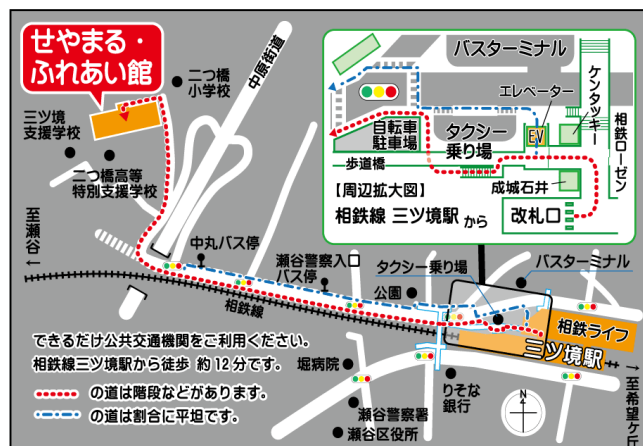 せやまる・
ふれあい館
二つ橋
小学校
中原街道
三ツ境
支援学校
二つ橋高等
特別支援学校
至瀬谷←
中丸バス停
瀬谷警察入口
バス停
相鉄線
公園
タクシー乗り場
バスターミナル
相鉄ライフ
三ツ境駅
→至希望ケ丘
堀病院
りそな
銀行
瀬谷警察署
瀬谷区役所
N
できるだけ公共交通機関をご利用ください。
相鉄線三ツ境駅から徒歩 約12分です。
の道は階段などがあります。
の道は割合に平坦です。
バスターミナル
エレベーター
ケンタッキー
相鉄ローゼン
自転車
駐車場
タクシー
乗り場
EV
歩道橋
成城石井
【周辺拡大図】
相鉄線 三ツ境駅 から
改札口